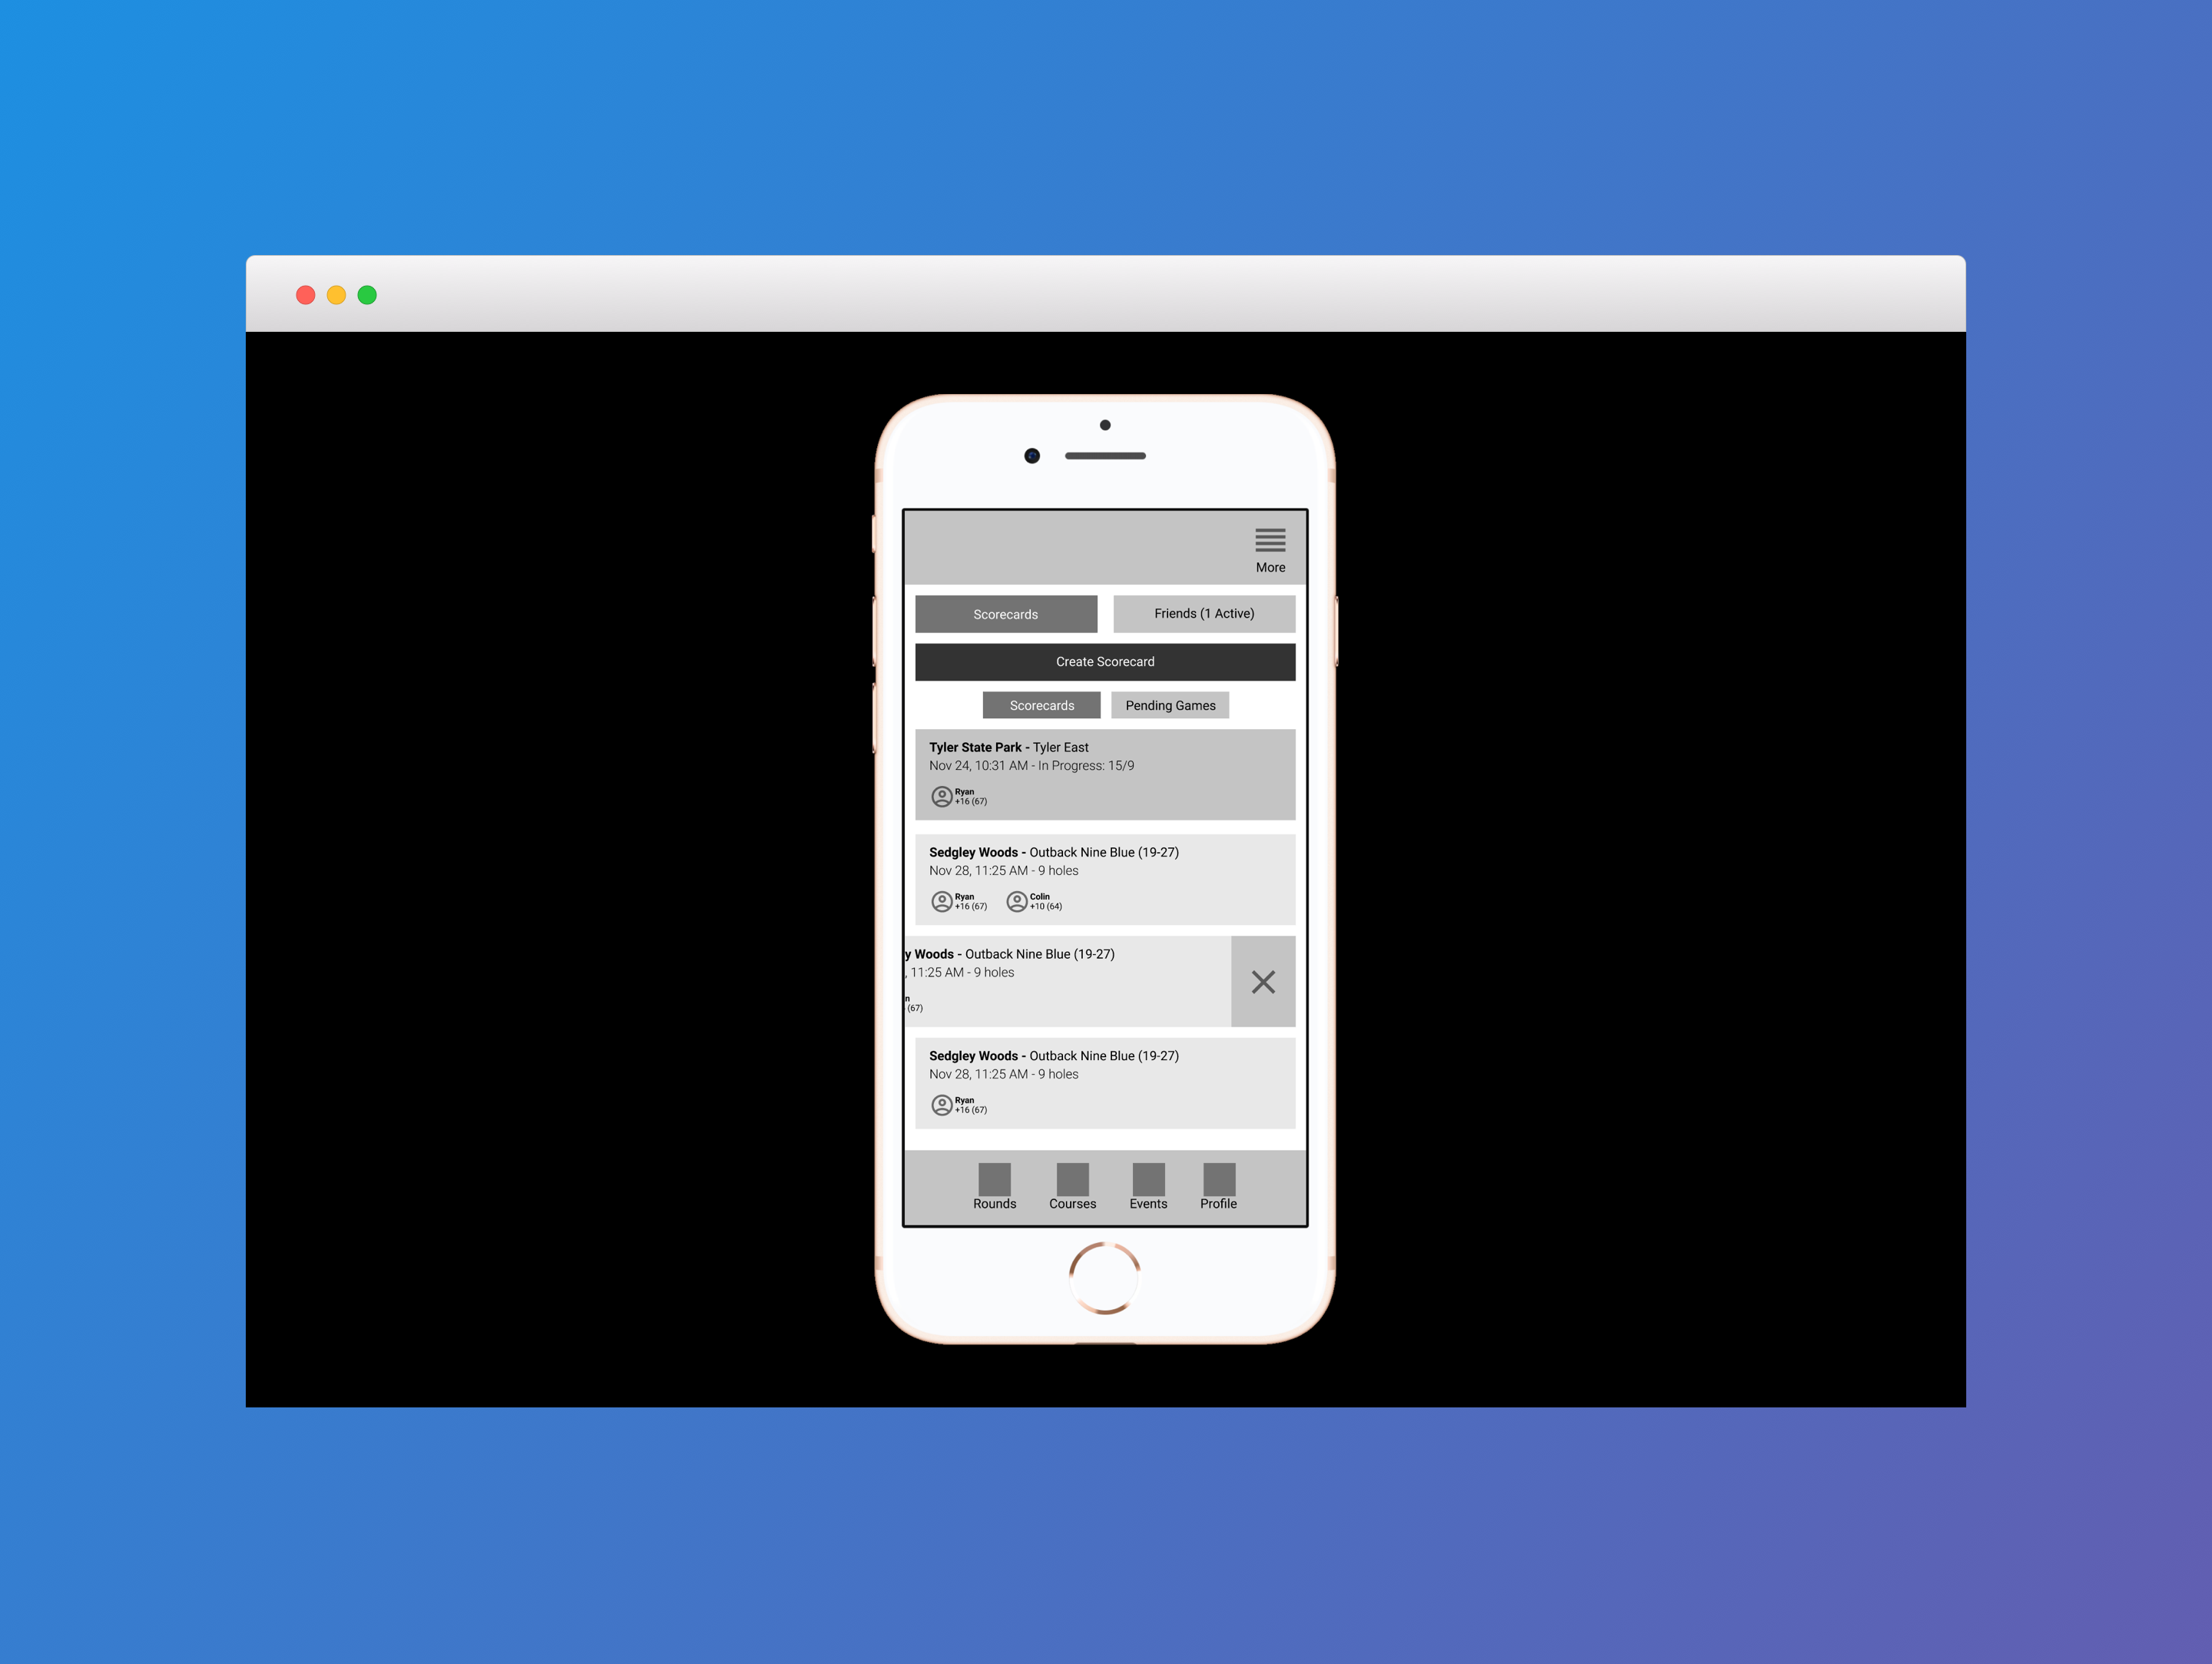 More
Scorecards
Friends (1 Active)
Create Scorecard
Scorecards
Pending Games
Tyler State Park - Tyler East
Nov 24, 10:31 AM - In Progress: 15/9
Ryan
+16 (67)
Sedgley Woods - Outback Nine Blue (19-27)
Nov 28, 11:25 AM - 9 holes
Ryan
+16 (67)
Colin
+10 (64)
y Woods - Outback Nine Blue (19-27)
, 11:25 AM - 9 holes
n
(67)
Sedgley Woods - Outback Nine Blue (19-27)
Nov 28, 11:25 AM - 9 holes
Ryan
+16 (67)
Rounds
Courses
Events
Profile